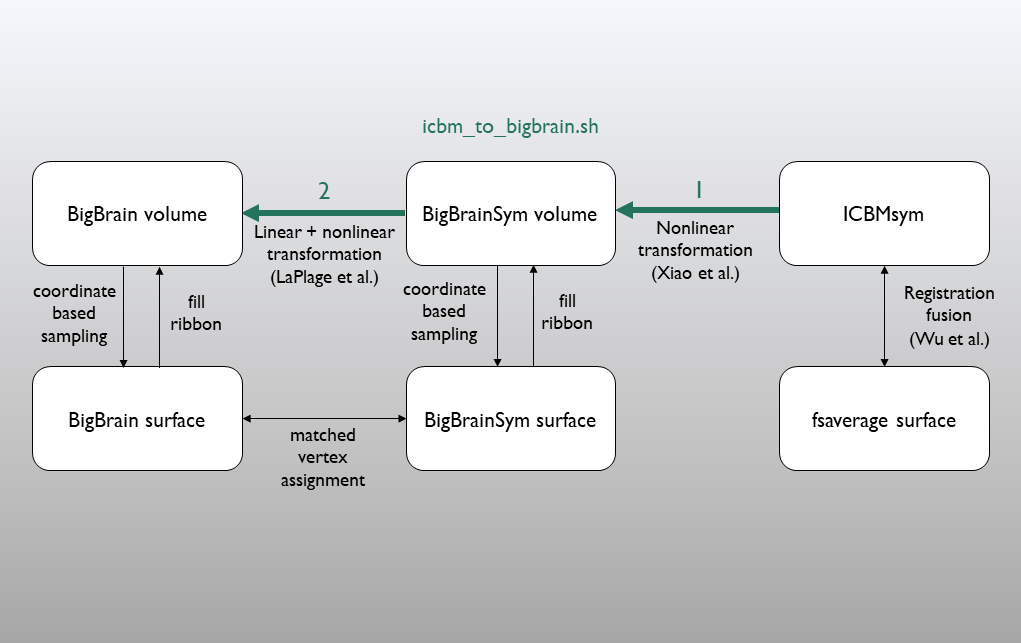 icbm_to_bigbrain.sh
BigBrain volume
2
Linear + nonlinear
transformation
(LaPlage et al.)
BigBrainSym volume
1
Nonlinear
transformation
(Xiao et al.)
ICBMsym
coordinate
based
sampling
fill
ribbon
coordinate
based
sampling
fill
ribbon
Registration
fusion
(Wu et al.)
BigBrain surface
matched
vertex
assignment
BigBrainSym surface
fsaverage surface